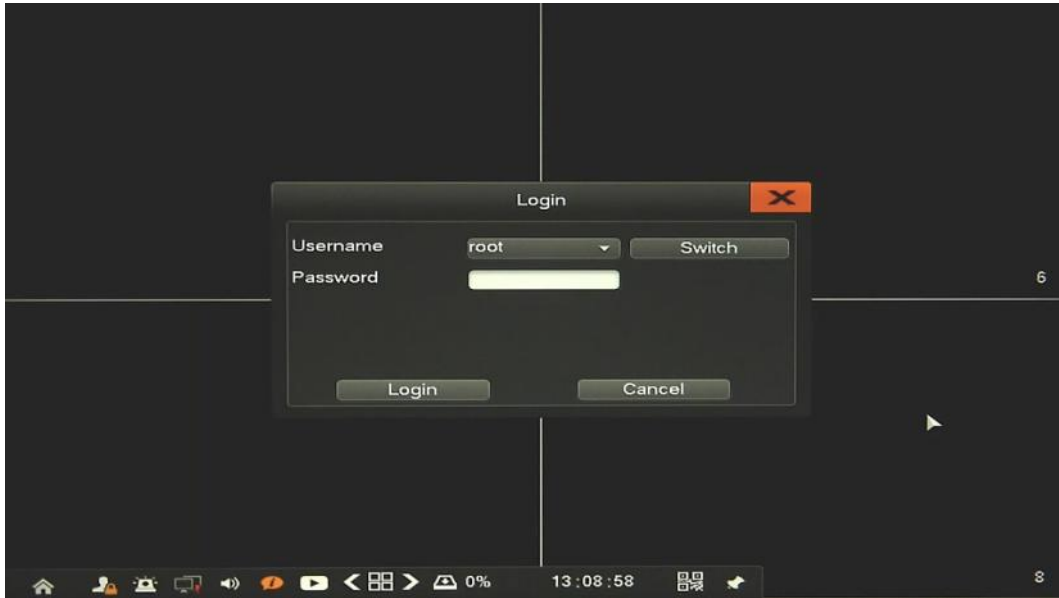 Login
Username root Switch
Password
6
Login Cancel
0% 13:08:58
8